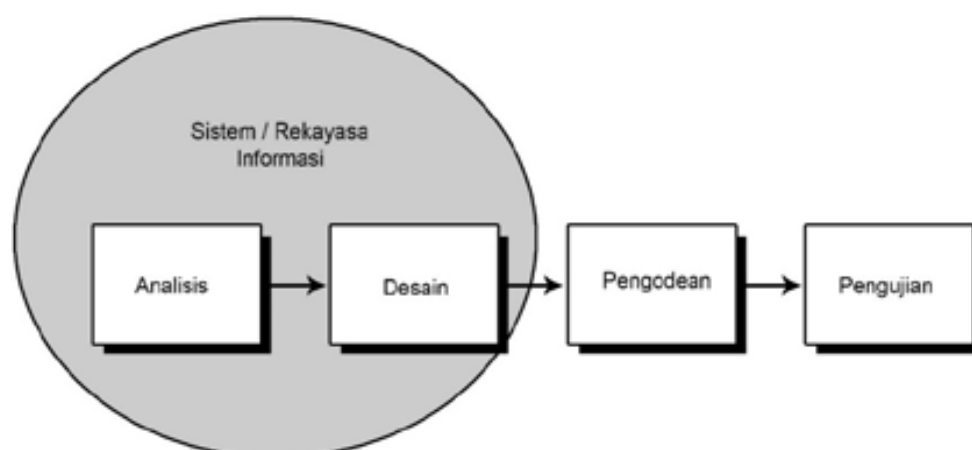 Sistem / Rekayasa
Informasi
Analisis
Desain
Pengodean
Pengujian